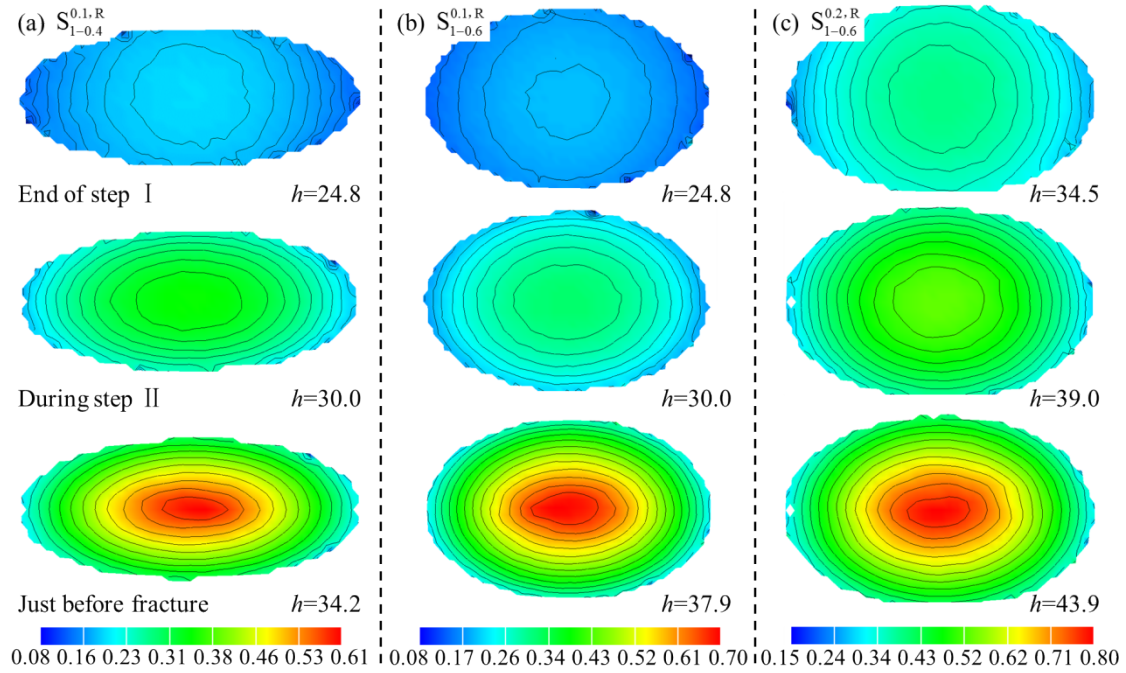 (a) S₁₋₀.₄^0.1, R
(b) S₁₋₀.₆^0.1, R
(c) S₁₋₀.₆^0.2, R
End of step Ⅰ h=24.8
h=24.8
h=34.5
During step Ⅱ h=30.0
h=30.0
h=39.0
Just before fracture h=34.2
h=37.9
h=43.9
0.08 0.16 0.23 0.31 0.38 0.46 0.53 0.61
0.08 0.17 0.26 0.34 0.43 0.52 0.61 0.70
0.15 0.24 0.34 0.43 0.52 0.62 0.71 0.80